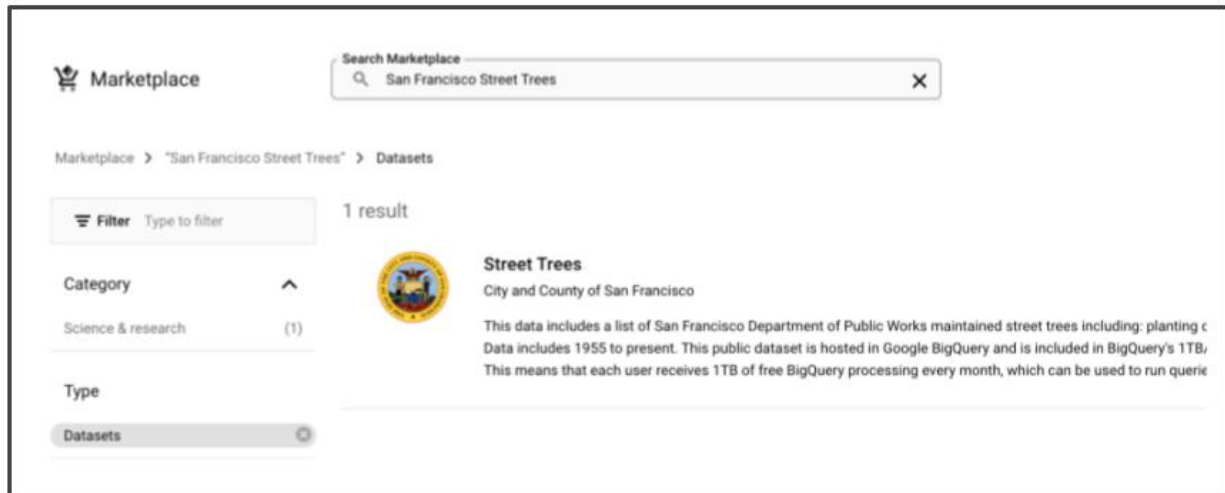 Marketplace
Search Marketplace
San Francisco Street Trees
Marketplace > "San Francisco Street Trees" > Datasets
Filter Type to filter
1 result
Category
Science & research (1)
Type
Datasets
Street Trees
City and County of San Francisco
This data includes a list of San Francisco Department of Public Works maintained street trees including: planting
Data includes 1955 to present. This public dataset is hosted in Google BigQuery and is included in BigQuery's 1TB/
This means that each user receives 1TB of free BigQuery processing every month, which can be used to run querie